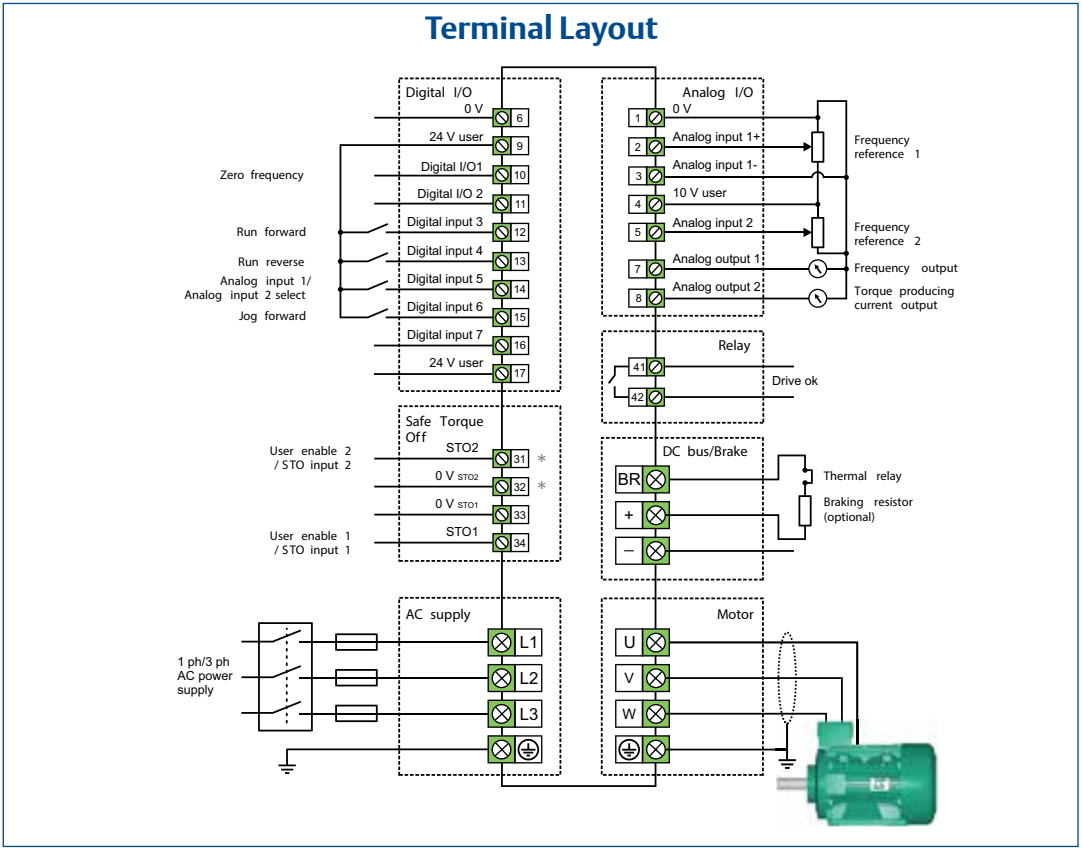 Terminal Layout
Digital I/O
0 V
6
24 V user
9
Zero frequency
Digital I/O1
10
Digital I/O 2
11
Run forward
Digital input 3
12
Run reverse
Digital input 4
13
Analog input 1/
Analog input 2 select
Digital input 5
14
Jog forward
Digital input 6
15
Digital input 7
16
24 V user
17
Analog I/O
1
0 V
2
Analog input 1+
Frequency
reference 1
3
Analog input 1-
4
10 V user
5
Analog input 2
Frequency
reference 2
7
Analog output 1
Frequency output
8
Analog output 2
Torque producing
current output
Relay
41
42
Drive ok
Safe Torque
Off
User enable 2
/ STO input 2
STO2
31 *
0 V STO2
32 *
0 V STO1
33
User enable 1
/ STO input 1
STO1
34
DC bus/Brake
BR
+
−
Thermal relay
Braking resistor
(optional)
AC supply
1 ph/3 ph
AC power
supply
L1
L2
L3
Motor
U
V
W